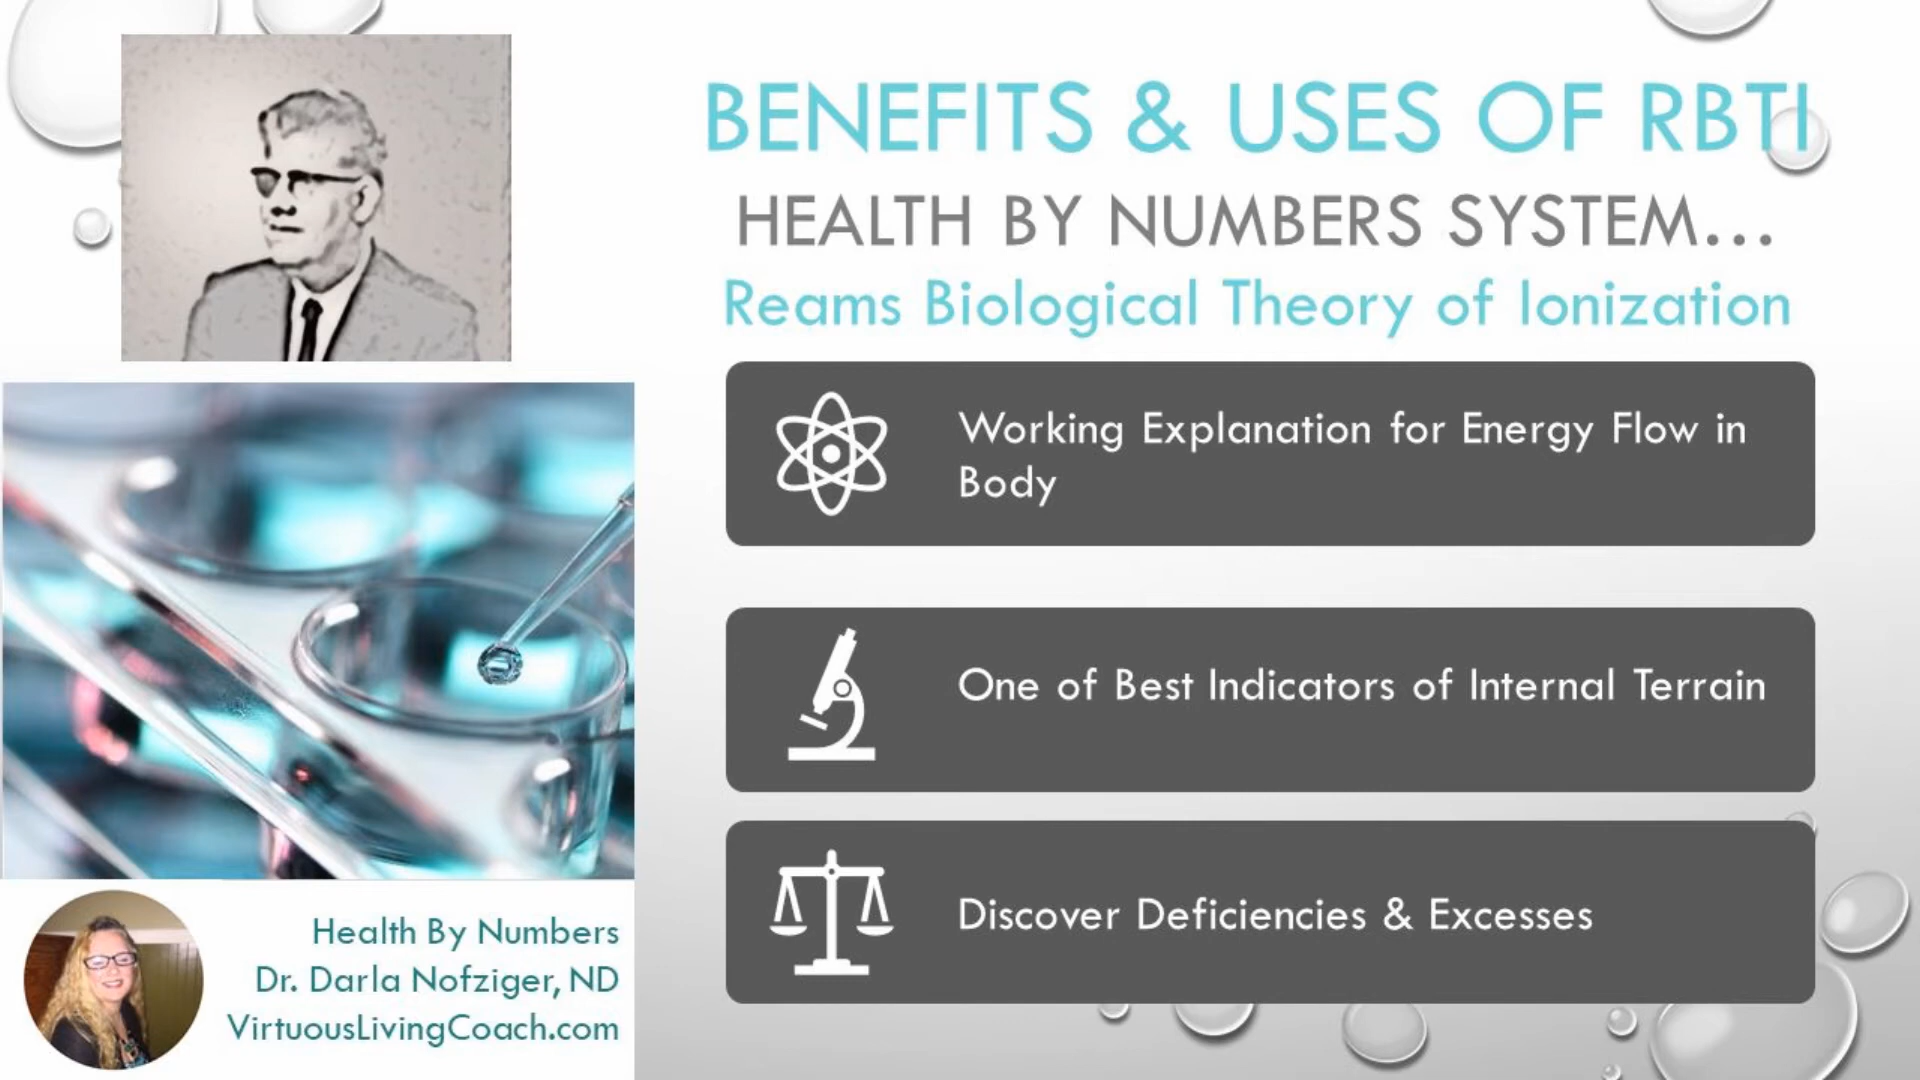 BENEFITS & USES OF RBTI
HEALTH BY NUMBERS SYSTEM...
Reams Biological Theory of Ionization
Working Explanation for Energy Flow in
Body
One of Best Indicators of Internal Terrain
Discover Deficiencies & Excesses
Health By Numbers
Dr. Darla Nofziger, ND
VirtuousLivingCoach.com